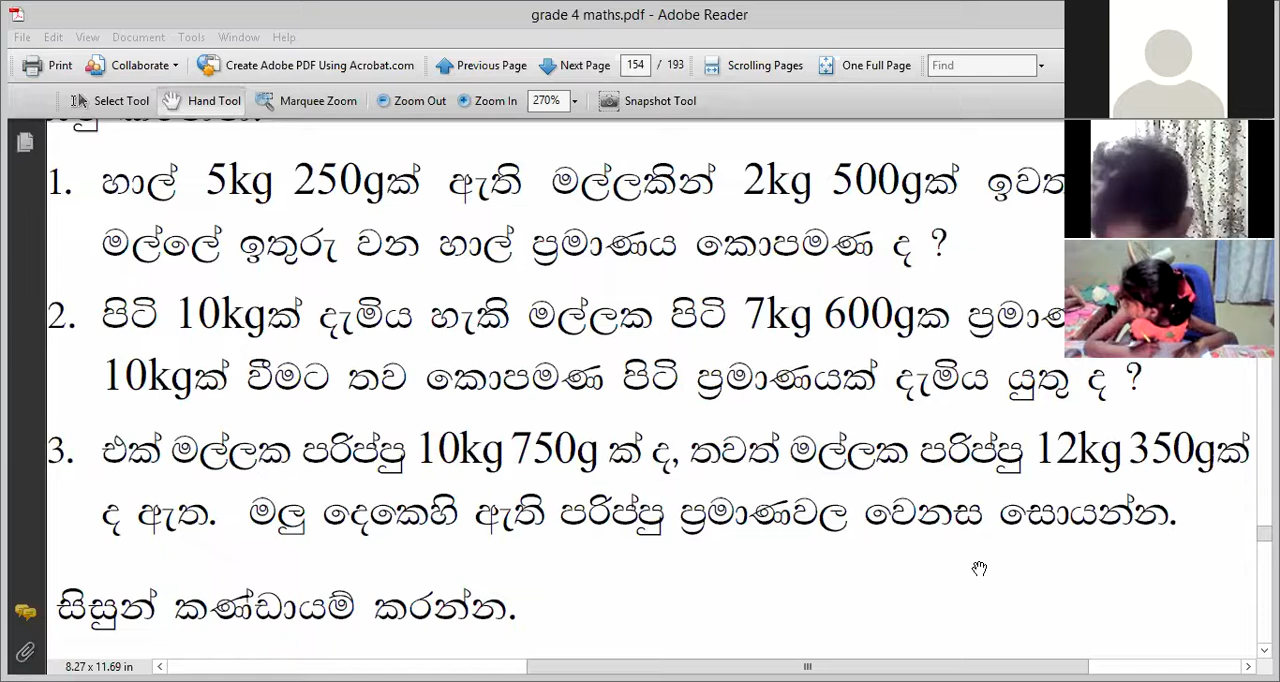 grade 4 maths.pdf - Adobe Reader
File Edit View Document Tools Window Help
Print Collaborate Create Adobe PDF Using Acrobat.com Previous Page Next Page 154 / 193 Scrolling Pages One Full Page Find
Select Tool Hand Tool Marquee Zoom Zoom Out Zoom In 270% Snapshot Tool
1. හාල් 5kg 250gක් ඇති මල්ලකින් 2kg 500gක් ඉවත
මල්ලේ ඉතුරු වන හාල් ප්‍රමාණය කොපමණ ද ?
2. පිටි 10kgක් දැමිය හැකි මල්ලක පිටි 7kg 600gක
10kgක් වීමට තව කොපමණ පිටි ප්‍රමාණයක් දැමිය යුතු ද ?
3. එක් මල්ලක පරිප්පු 10kg 750g ක් ද, තවත් මල්ලක පරිප්පු 12kg 350gක්
ද ඇත. මලු දෙකෙහි ඇති පරිප්පු ප්‍රමාණවල වෙනස සොයන්න.
සිසුන් කණ්ඩායම් කරන්න.
8.27 x 11.69 in